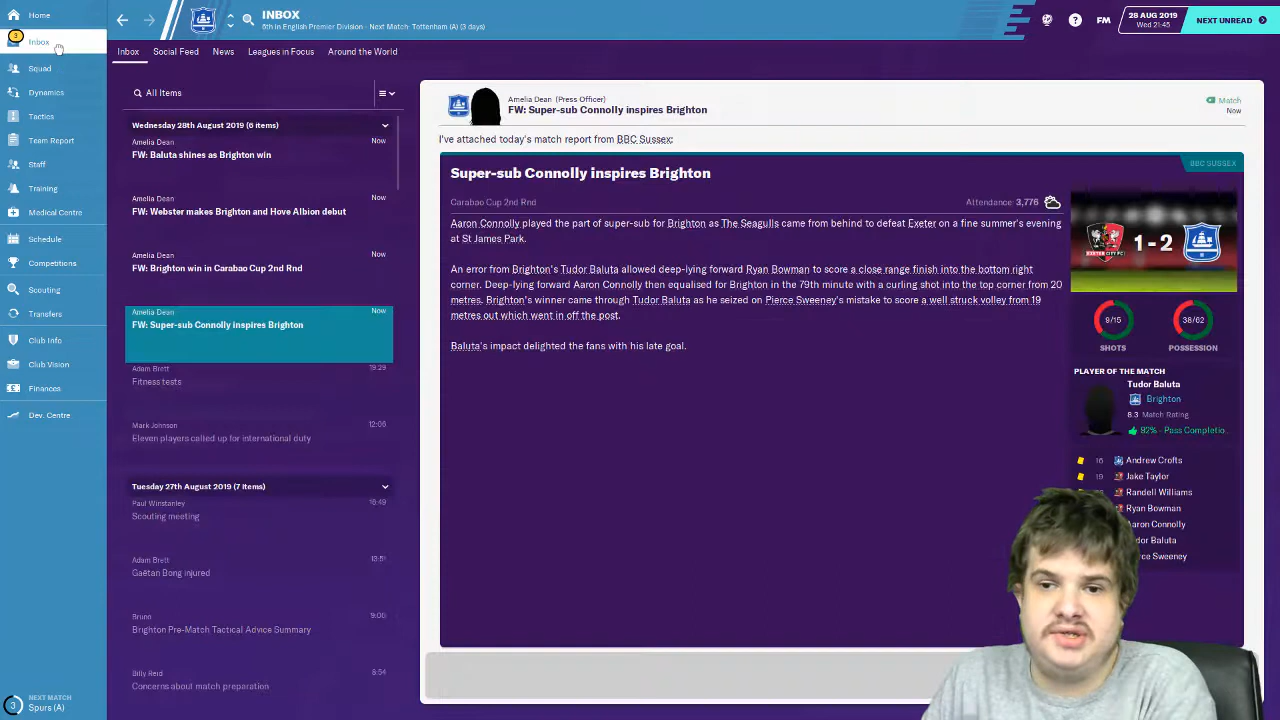 Home
3
Inbox
Squad
Dynamics
Tactics
Team Report
Staff
Training
Medical Centre
Schedule
Competitions
Scouting
Transfers
Club Info
Club Vision
Finances
Dev. Centre
3
NEXT MATCH
Spurs (A)
INBOX
8th in English Premier Division - Next Match: Tottenham (A) (3 days)
FM
28 AUG 2019
Wed 21:45
NEXT UNREAD
Inbox
Social Feed
News
Leagues in Focus
Around the World
All Items
Wednesday 28th August 2019 (6 items)
Amelia Dean
Now
FW: Baluta shines as Brighton win
Amelia Dean
Now
FW: Webster makes Brighton and Hove Albion debut
Amelia Dean
Now
FW: Brighton win in Carabao Cup 2nd Rnd
Amelia Dean
Now
FW: Super-sub Connolly inspires Brighton
Adam Brett
19:29
Fitness tests
Mark Johnson
12:06
Eleven players called up for international duty
Tuesday 27th August 2019 (7 items)
Paul Winstanley
16:49
Scouting meeting
Adam Brett
13:51
Gaëtan Bong injured
Bruno
9:06
Brighton Pre-Match Tactical Advice Summary
Billy Reid
8:54
Concerns about match preparation
Amelia Dean (Press Officer)
FW: Super-sub Connolly inspires Brighton
Match
Now
I've attached today's match report from BBC Sussex:
BBC SUSSEX
Super-sub Connolly inspires Brighton
Carabao Cup 2nd Rnd
Attendance: 3,776
Aaron Connolly played the part of super-sub for Brighton as The Seagulls came from behind to defeat Exeter on a fine summer's evening
at St James Park.
An error from Brighton's Tudor Baluta allowed deep-lying forward Ryan Bowman to score a close range finish into the bottom right
corner. Deep-lying forward Aaron Connolly then equalised for Brighton in the 79th minute with a curling shot into the top corner from 20
metres. Brighton's winner came through Tudor Baluta as he seized on Pierce Sweeney's mistake to score a well struck volley from 19
metres out which went in off the post.
Baluta's impact delighted the fans with his late goal.
1 - 2
9/15
38/62
SHOTS
POSSESSION
PLAYER OF THE MATCH
Tudor Baluta
Brighton
8.3 Match Rating
92% - Pass Completio...
16 Andrew Crofts
19 Jake Taylor
Randell Williams
Ryan Bowman
Aaron Connolly
Tudor Baluta
Sweeney